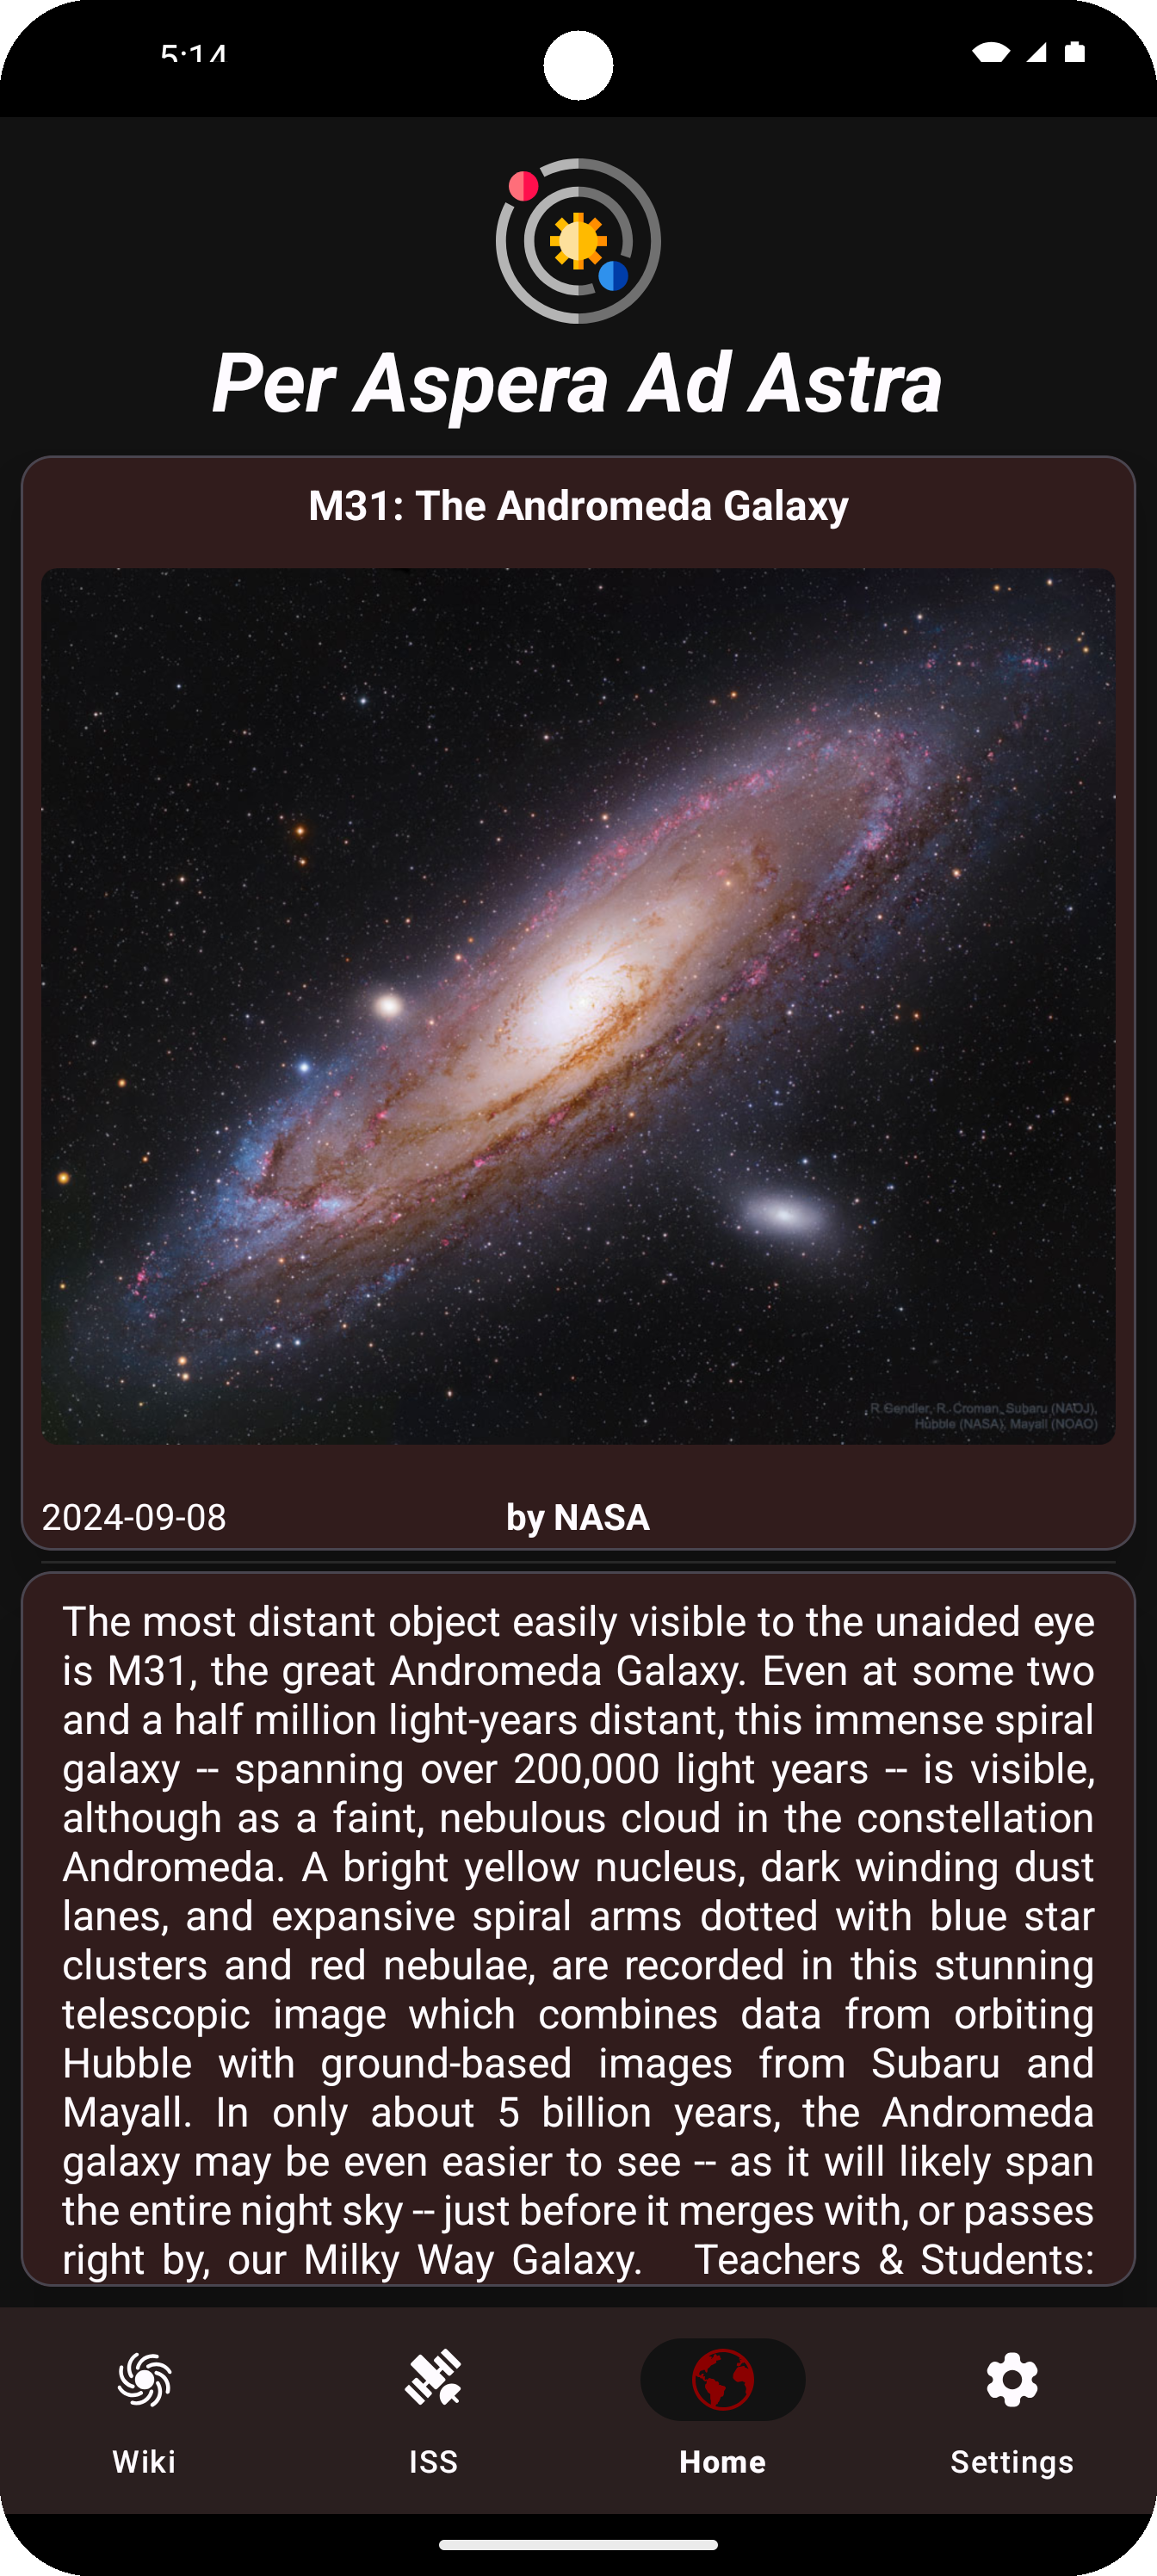 5:14
Per Aspera Ad Astra
M31: The Andromeda Galaxy
R. Gendler, R. Croman, Subaru (NAOJ),
Hubble (NASA), Mayall (NOAO)
2024-09-08
by NASA
The most distant object easily visible to the unaided eye
is M31, the great Andromeda Galaxy. Even at some two
and a half million light-years distant, this immense spiral
galaxy -- spanning over 200,000 light years -- is visible,
although as a faint, nebulous cloud in the constellation
Andromeda. A bright yellow nucleus, dark winding dust
lanes, and expansive spiral arms dotted with blue star
clusters and red nebulae, are recorded in this stunning
telescopic image which combines data from orbiting
Hubble with ground-based images from Subaru and
Mayall. In only about 5 billion years, the Andromeda
galaxy may be even easier to see -- as it will likely span
the entire night sky -- just before it merges with, or passes
right by, our Milky Way Galaxy. Teachers & Students:
Wiki
ISS
Home
Settings